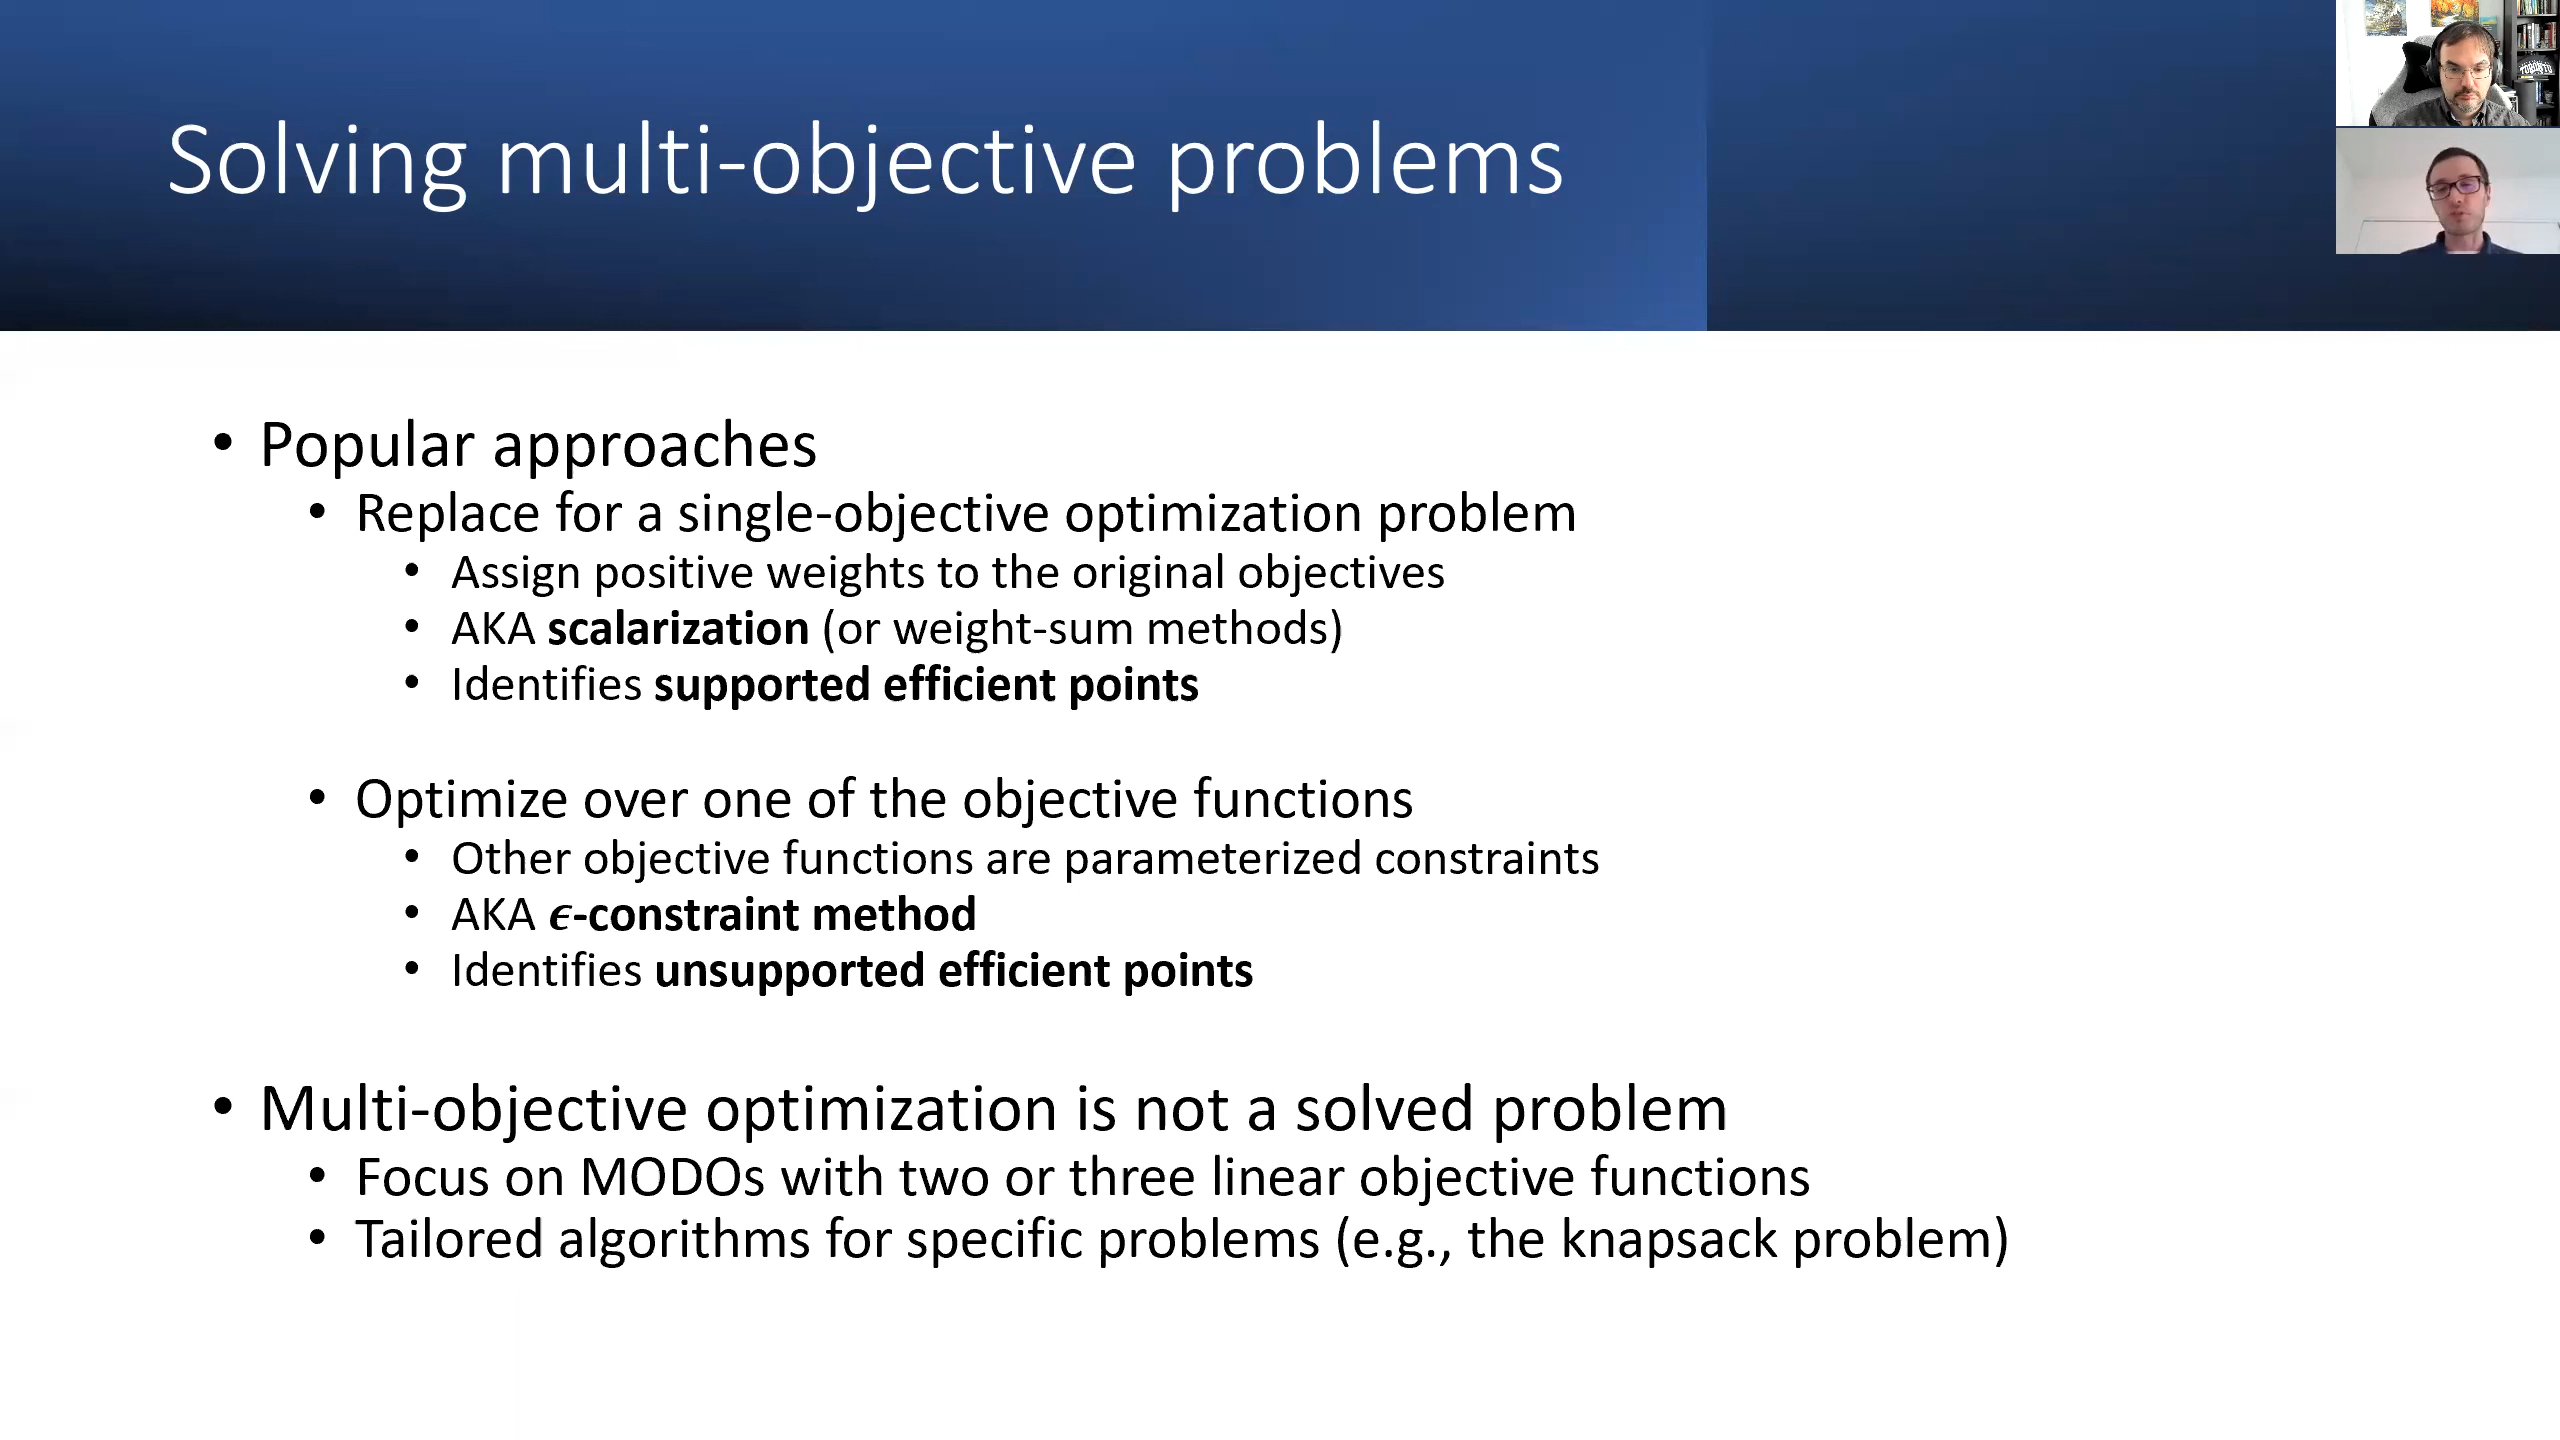 Solving multi-objective problems
• Popular approaches
• Replace for a single-objective optimization problem
• Assign positive weights to the original objectives
• AKA scalarization (or weight-sum methods)
• Identifies supported efficient points
• Optimize over one of the objective functions
• Other objective functions are parameterized constraints
• AKA ϵ-constraint method
• Identifies unsupported efficient points
• Multi-objective optimization is not a solved problem
• Focus on MODOs with two or three linear objective functions
• Tailored algorithms for specific problems (e.g., the knapsack problem)